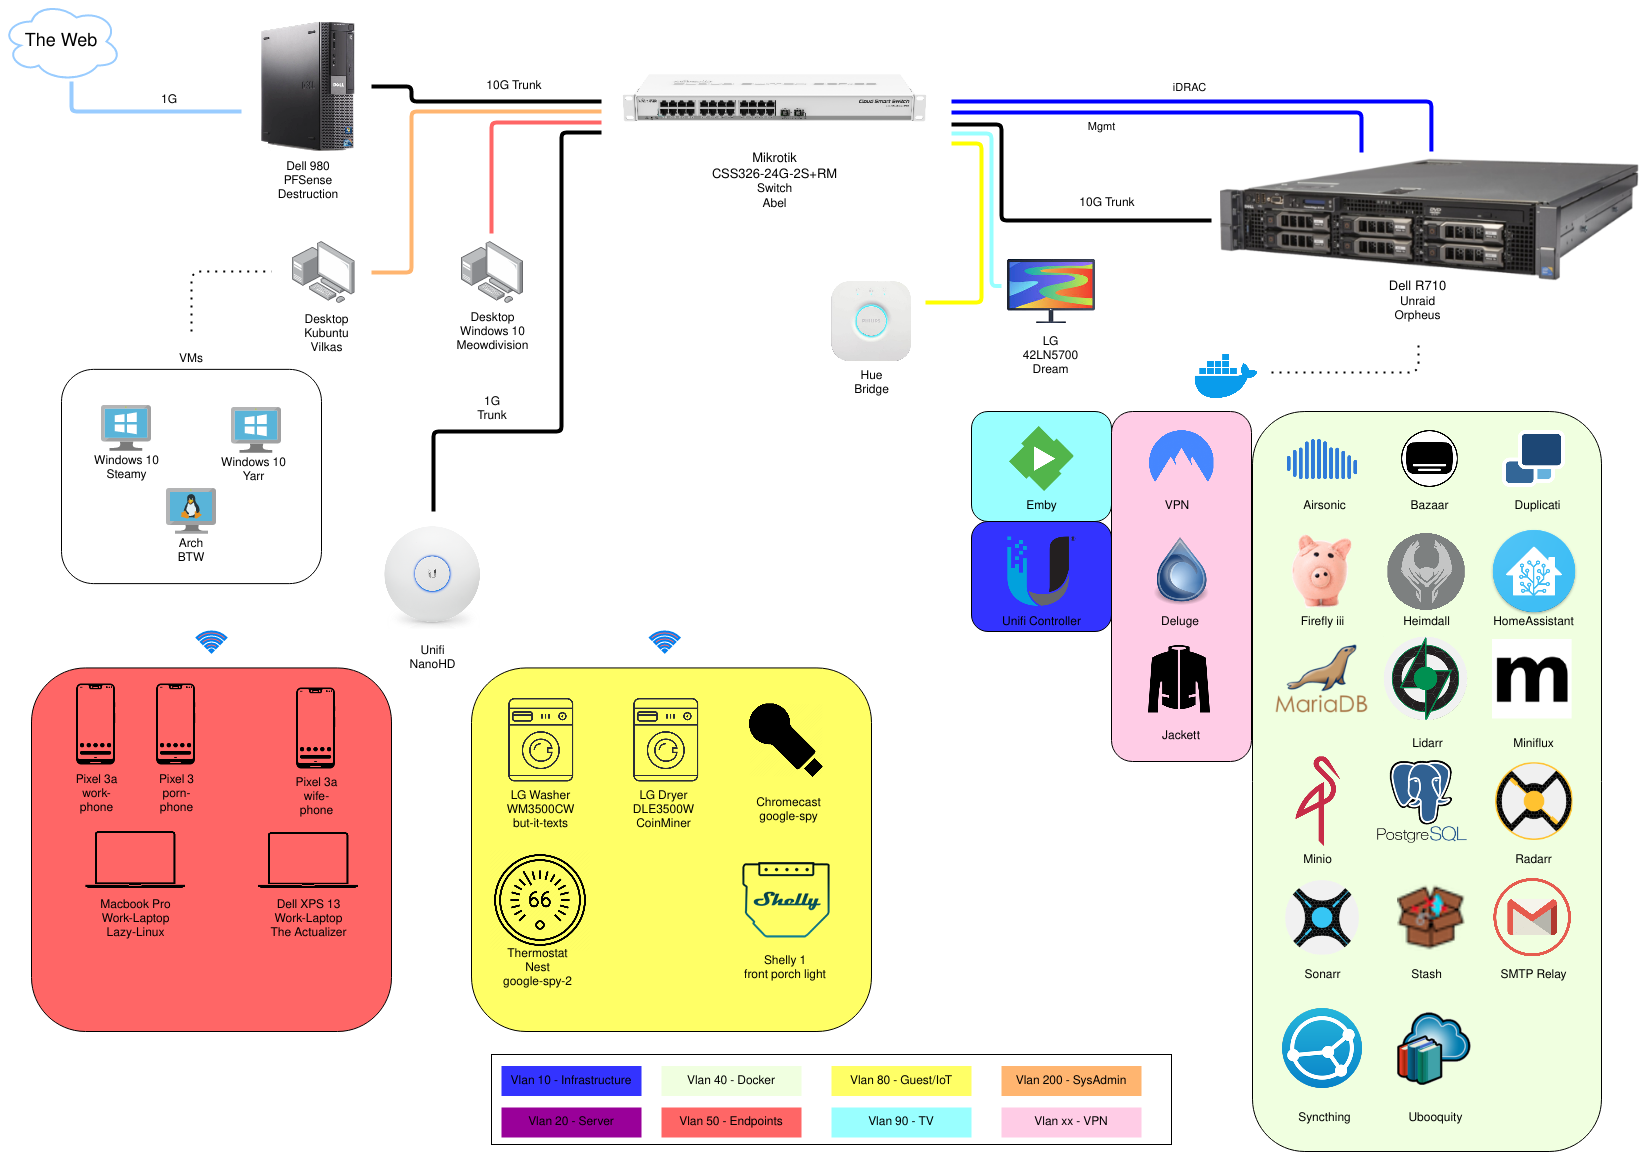 The Web
1G
Dell 980
PFSense
Destruction
10G Trunk
Cloud Smart Switch
Mikrotik
CSS326-24G-2S+RM
Switch
Abel
iDRAC
Mgmt
10G Trunk
Dell R710
Unraid
Orpheus
Desktop
Kubuntu
Vilkas
Desktop
Windows 10
Meowdivision
VMs
Windows 10
Steamy
Windows 10
Yarr
Arch
BTW
1G
Trunk
Unifi
NanoHD
Hue
Bridge
LG
42LN5700
Dream
Emby
Unifi Controller
VPN
Deluge
Jackett
Airsonic
Bazaar
Duplicati
Firefly iii
Heimdall
HomeAssistant
MariaDB
Lidarr
m
Miniflux
Minio
PostgreSQL
Radarr
Sonarr
Stash
SMTP Relay
Syncthing
Ubooquity
Pixel 3a
work-
phone
Pixel 3
porn-
phone
Pixel 3a
wife-
phone
Macbook Pro
Work-Laptop
Lazy-Linux
Dell XPS 13
Work-Laptop
The Actualizer
LG Washer
WM3500CW
but-it-texts
LG Dryer
DLE3500W
CoinMiner
Chromecast
google-spy
66
Thermostat
Nest
google-spy-2
Shelly
Shelly 1
front porch light
Vlan 10 - Infrastructure
Vlan 40 - Docker
Vlan 80 - Guest/IoT
Vlan 200 - SysAdmin
Vlan 20 - Server
Vlan 50 - Endpoints
Vlan 90 - TV
Vlan xx - VPN